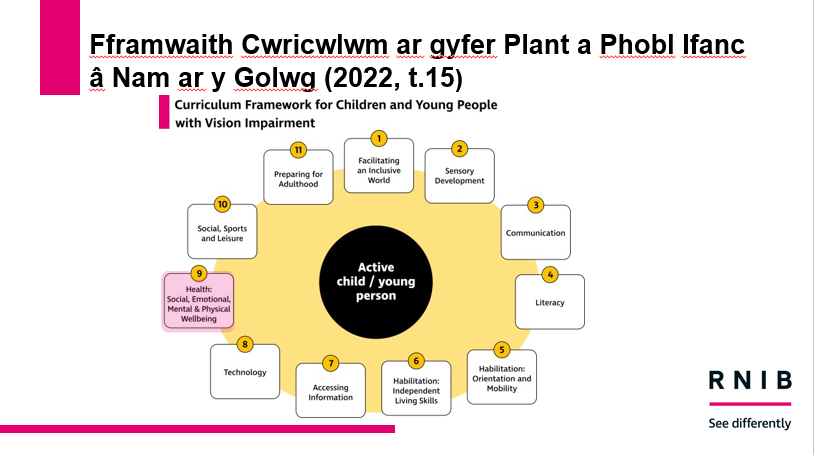 Fframwaith Cwricwlwm ar gyfer Plant a Phobl Ifanc
â Nam ar y Golwg (2022, t.15)
Curriculum Framework for Children and Young People
with Vision Impairment
1
Facilitating
an Inclusive
World
2
Sensory
Development
3
Communication
4
Literacy
5
Habilitation:
Orientation and
Mobility
6
Habilitation:
Independent
Living Skills
7
Accessing
Information
8
Technology
9
Health:
Social, Emotional,
Mental & Physical
Wellbeing
10
Social, Sports
and Leisure
11
Preparing for
Adulthood
Active
child / young
person
RNIB
See differently